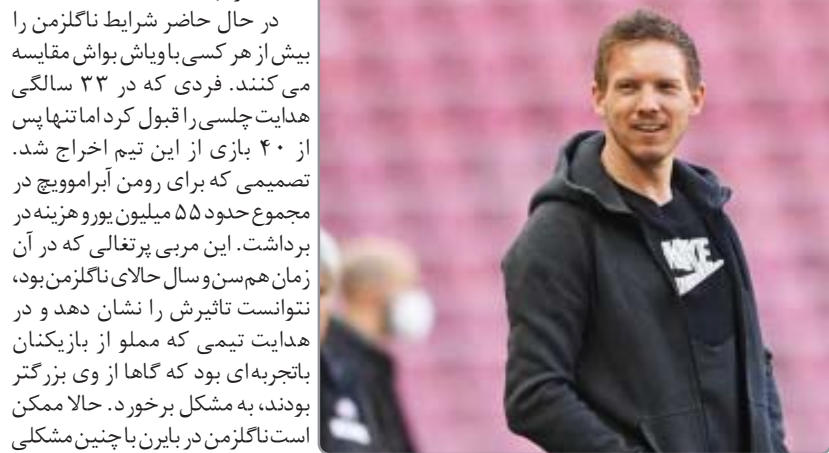 در حال حاضر شرایط ناگلزمن را
بیش از هر کسی با ویاش بواش مقایسه
می کنند. فردی که در ۳۳ سالگی
هدایت چلسی را قبول کرد اما تنها پس
از ۴۰ بازی از این تیم اخراج شد.
تصمیمی که برای رومن آبراموویچ در
مجموع حدود ۵۵ میلیون یورو هزینه در
برداشت. این مربی پرتغالی که در آن
زمان هم سن و سال حالای ناگلزمن بود،
نتوانست تاثیرش را نشان دهد و در
هدایت تیمی که مملو از بازیکنان
باتجربه‌ای بود که گاها از وی بزرگتر
بودند، به مشکل برخورد. حالا ممکن
است ناگلزمن در بایرن با چنین مشکلی
NIKE